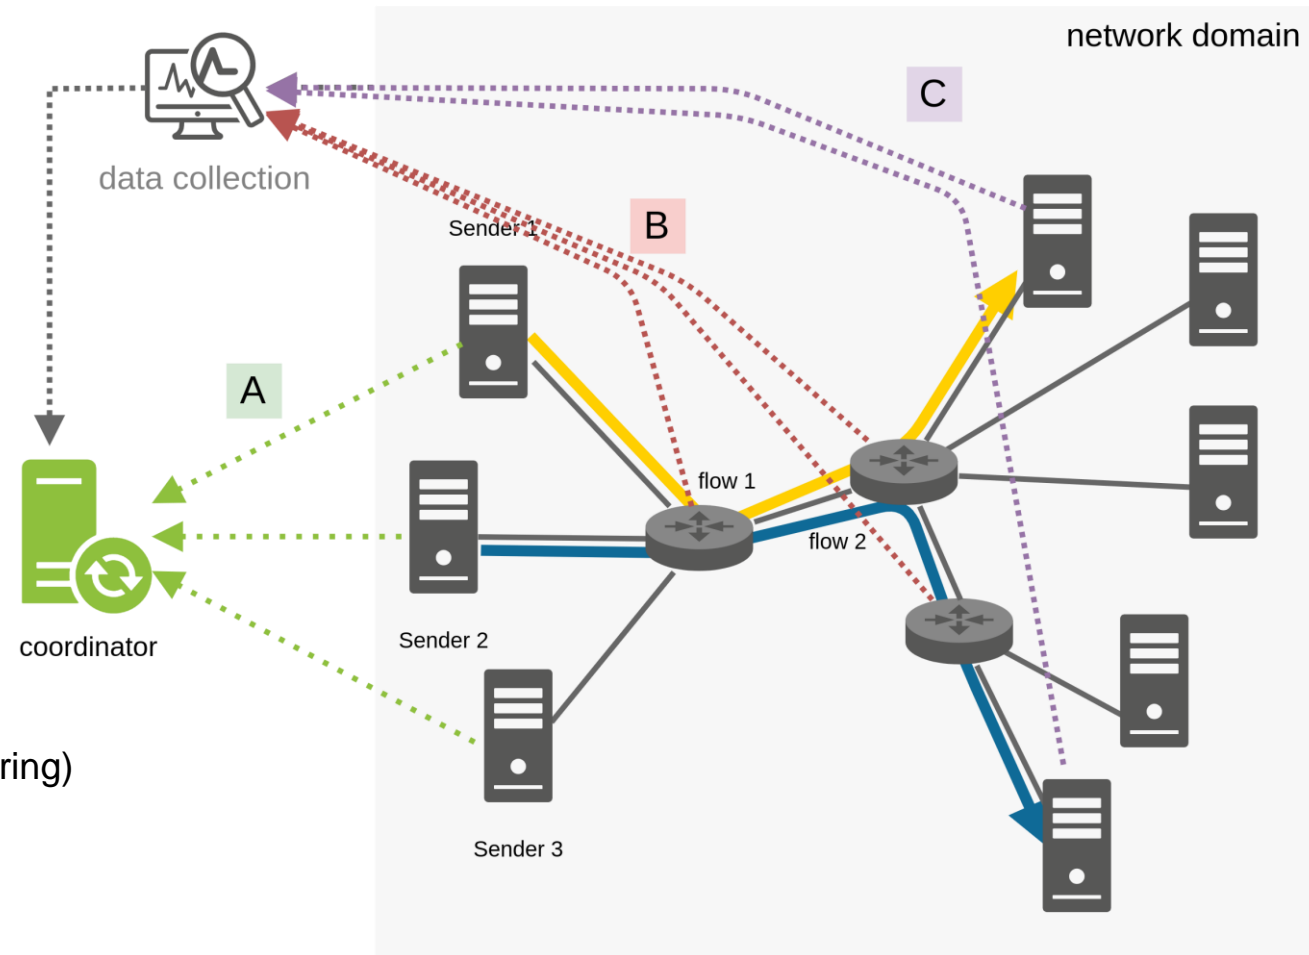 network domain
C
data collection
Sender 1
B
A
flow 1
flow 2
coordinator
Sender 2
ring)
Sender 3